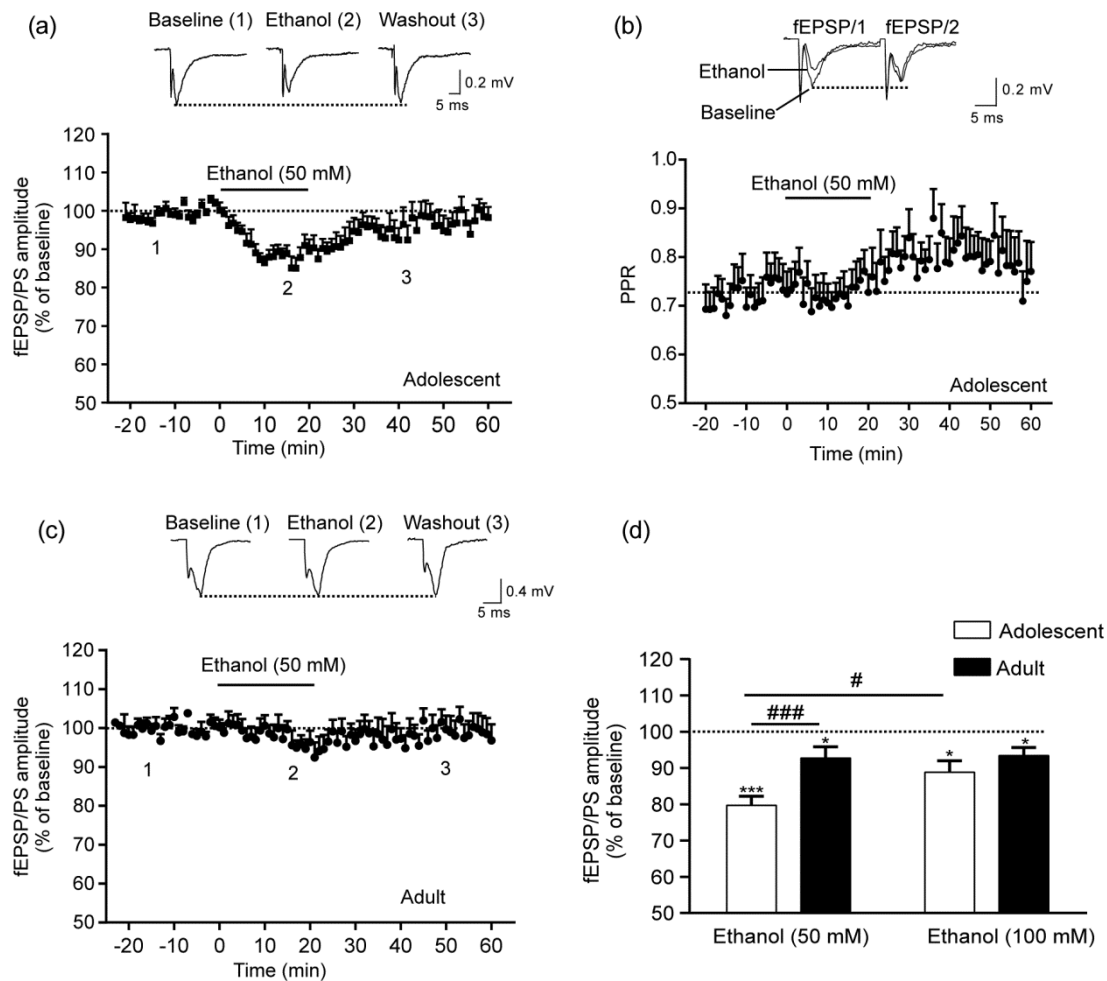 (a)
Baseline (1) Ethanol (2) Washout (3)
0.2 mV
5 ms
120
110
100
90
80
70
60
50
fEPSP/PS amplitude
(% of baseline)
Ethanol (50 mM)
1
2
3
Adolescent
-20 -10 0 10 20 30 40 50 60
Time (min)
(b)
fEPSP/1 fEPSP/2
Ethanol
Baseline
0.2 mV
5 ms
1.0
0.9
0.8
0.7
0.6
0.5
PPR
Ethanol (50 mM)
Adolescent
-20 -10 0 10 20 30 40 50 60
Time (min)
(c)
Baseline (1) Ethanol (2) Washout (3)
0.4 mV
5 ms
120
110
100
90
80
70
60
50
fEPSP/PS amplitude
(% of baseline)
Ethanol (50 mM)
1
2
3
Adult
-20 -10 0 10 20 30 40 50 60
Time (min)
(d)
Adolescent
Adult
120
110
100
90
80
70
60
50
fEPSP/PS amplitude
(% of baseline)
#
###
***
*
*
*
Ethanol (50 mM) Ethanol (100 mM)